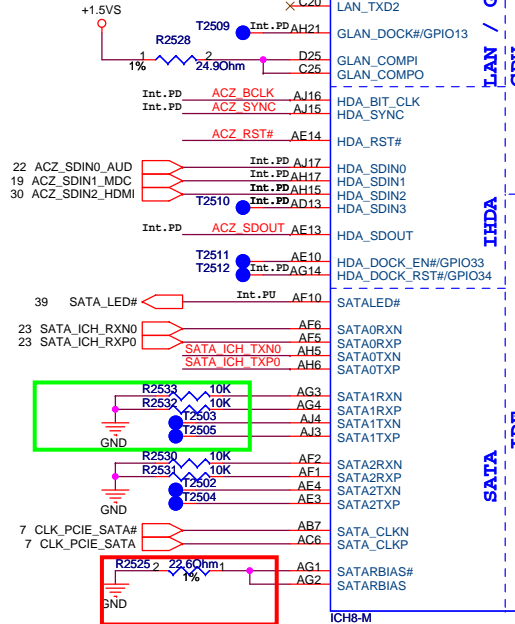 C20 LAN_TXD2
+1.5VS
T2509 Int.PD AH21 GLAN_DOCK#/GPIO13
R2528
1 2 D25 GLAN_COMPI
1% 24.9Ohm C25 GLAN_COMPO
LAN / G
Int.PD ACZ_BCLK AJ16 HDA_BIT_CLK
Int.PD ACZ_SYNC AJ15 HDA_SYNC
ACZ_RST# AE14 HDA_RST#
22 ACZ_SDIN0_AUD Int.PD AJ17 HDA_SDIN0
19 ACZ_SDIN1_MDC Int.PD AH17 HDA_SDIN1
30 ACZ_SDIN2_HDMI Int.PD AH15 HDA_SDIN2
T2510 Int.PD AD13 HDA_SDIN3
IHDA
Int.PD ACZ_SDOUT AE13 HDA_SDOUT
T2511 AE10 HDA_DOCK_EN#/GPIO33
T2512 Int.PD AG14 HDA_DOCK_RST#/GPIO34
39 SATA_LED# Int.PU AF10 SATALED#
23 SATA_ICH_RXN0 AF6 SATA0RXN
23 SATA_ICH_RXP0 AF5 SATA0RXP
SATA_ICH_TXN0 AH5 SATA0TXN
SATA_ICH_TXP0 AH6 SATA0TXP
R2533 10K AG3 SATA1RXN
R2532 10K AG4 SATA1RXP
T2503 AJ4 SATA1TXN
T2505 AJ3 SATA1TXP
GND
R2530 10K AF2 SATA2RXN
R2531 10K AF1 SATA2RXP
T2502 AE4 SATA2TXN
T2504 AE3 SATA2TXP
GND
SATA
7 CLK_PCIE_SATA# AB7 SATA_CLKN
7 CLK_PCIE_SATA AC6 SATA_CLKP
R2525 2 22.6Ohm 1 AG1 SATARBIAS#
1% AG2 SATARBIAS
GND
ICH8-M